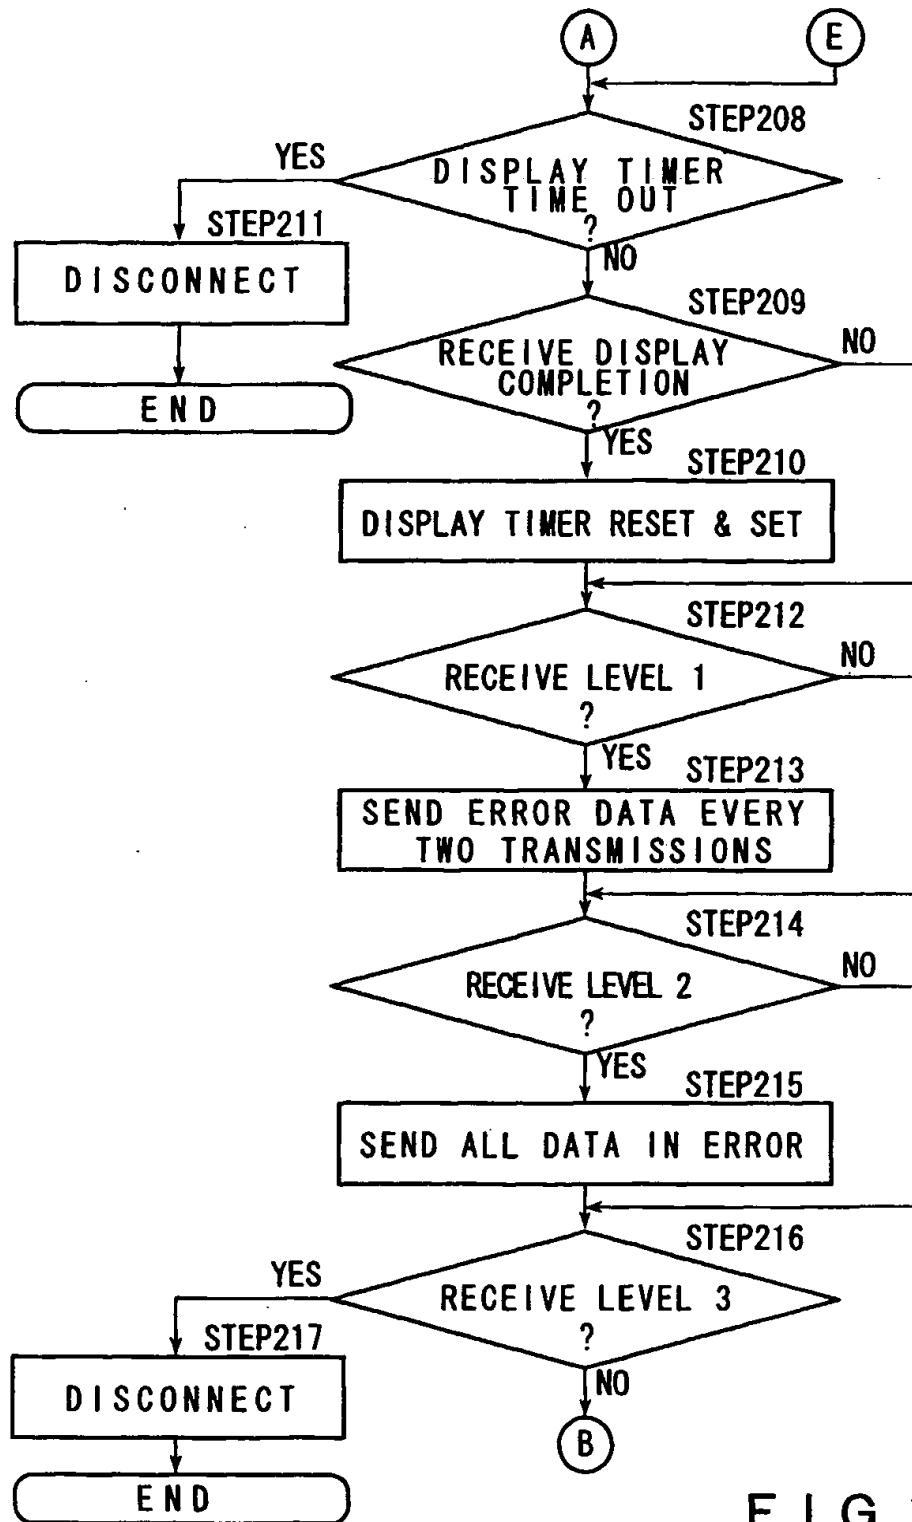 A
E
STEP208
YES
DISPLAY TIMER
TIME OUT
?
STEP211
NO
DISCONNECT
STEP209
NO
RECEIVE DISPLAY
COMPLETION
?
END
YES
STEP210
DISPLAY TIMER RESET & SET
STEP212
NO
RECEIVE LEVEL 1
?
YES
STEP213
SEND ERROR DATA EVERY
TWO TRANSMISSIONS
STEP214
NO
RECEIVE LEVEL 2
?
YES
STEP215
SEND ALL DATA IN ERROR
STEP216
YES
RECEIVE LEVEL 3
?
STEP217
NO
DISCONNECT
B
END
FIG